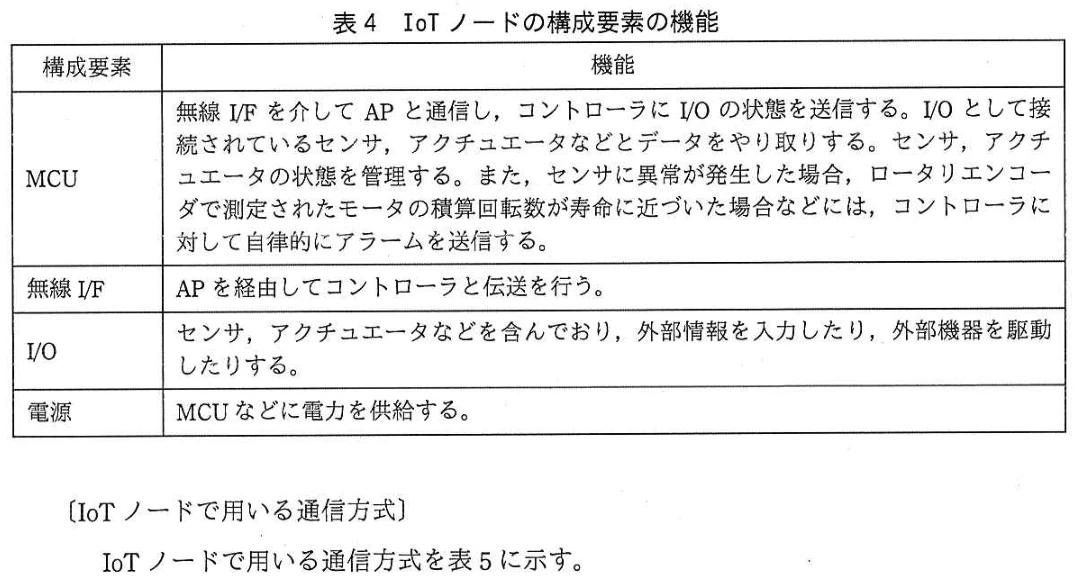 表4 IoT ノードの構成要素の機能
構成要素
機能
MCU
無線 I/F を介して AP と通信し，コントローラに I/O の状態を送信する。I/O として接
続されているセンサ，アクチュエータなどとデータをやり取りする。センサ，アクチ
ュエータの状態を管理する。また，センサに異常が発生した場合，ロータリエンコー
ダで測定されたモータの積算回転数が寿命に近づいた場合などには，コントローラに
対して自律的にアラームを送信する。
無線 I/F
AP を経由してコントローラと伝送を行う。
I/O
センサ，アクチュエータなどを含んでおり，外部情報を入力したり，外部機器を駆動
したりする。
電源
MCU などに電力を供給する。
〔IoT ノードで用いる通信方式〕
IoT ノードで用いる通信方式を表 5 に示す。